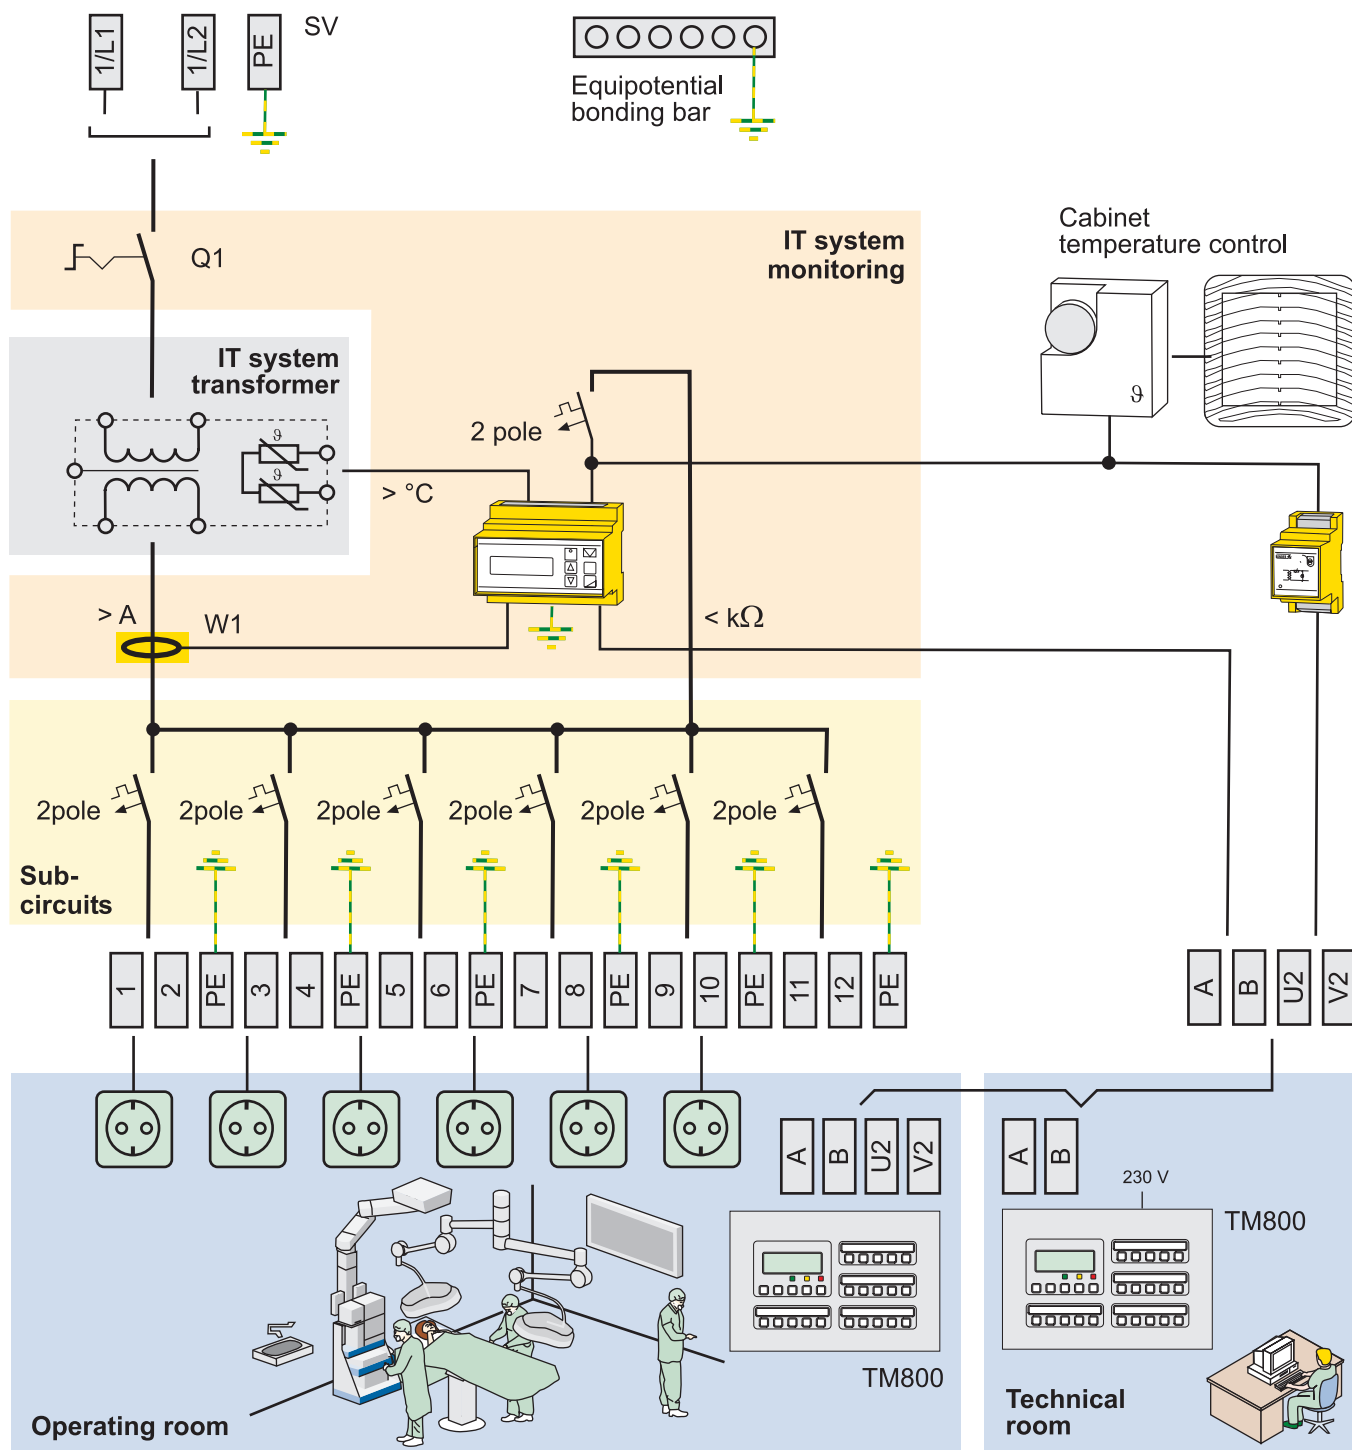 1/L1
1/L2
PE
SV
Equipotential
bonding bar
Q1
IT system
monitoring
Cabinet
temperature control
IT system
transformer
ϑ
2 pole
ϑ
ϑ
> °C
> A
W1
< kΩ
2pole
2pole
2pole
2pole
2pole
2pole
Sub-
circuits
1
2
PE
3
4
PE
5
6
PE
7
8
PE
9
10
PE
11
12
PE
A
B
U2
V2
A
B
U2
V2
A
B
230 V
TM800
TM800
Operating room
Technical
room